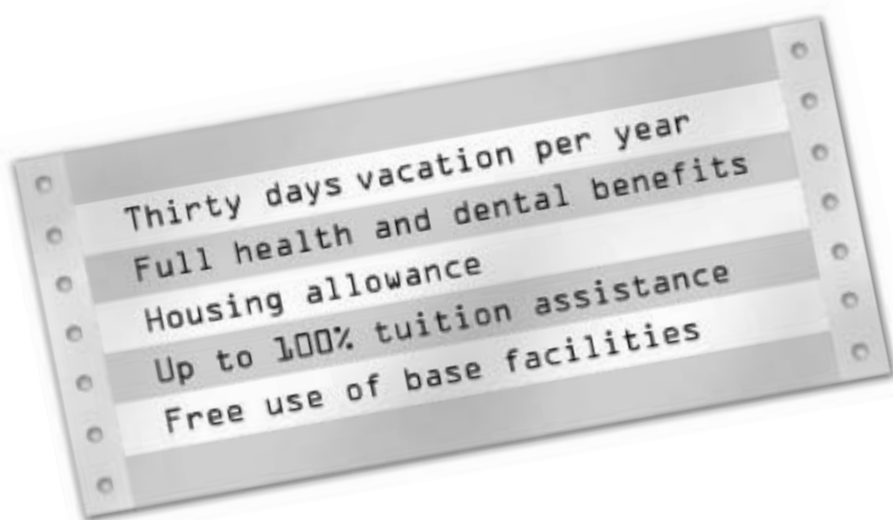 Thirty days vacation per year
Full health and dental benefits
Housing allowance
Up to 100% tuition assistance
Free use of base facilities